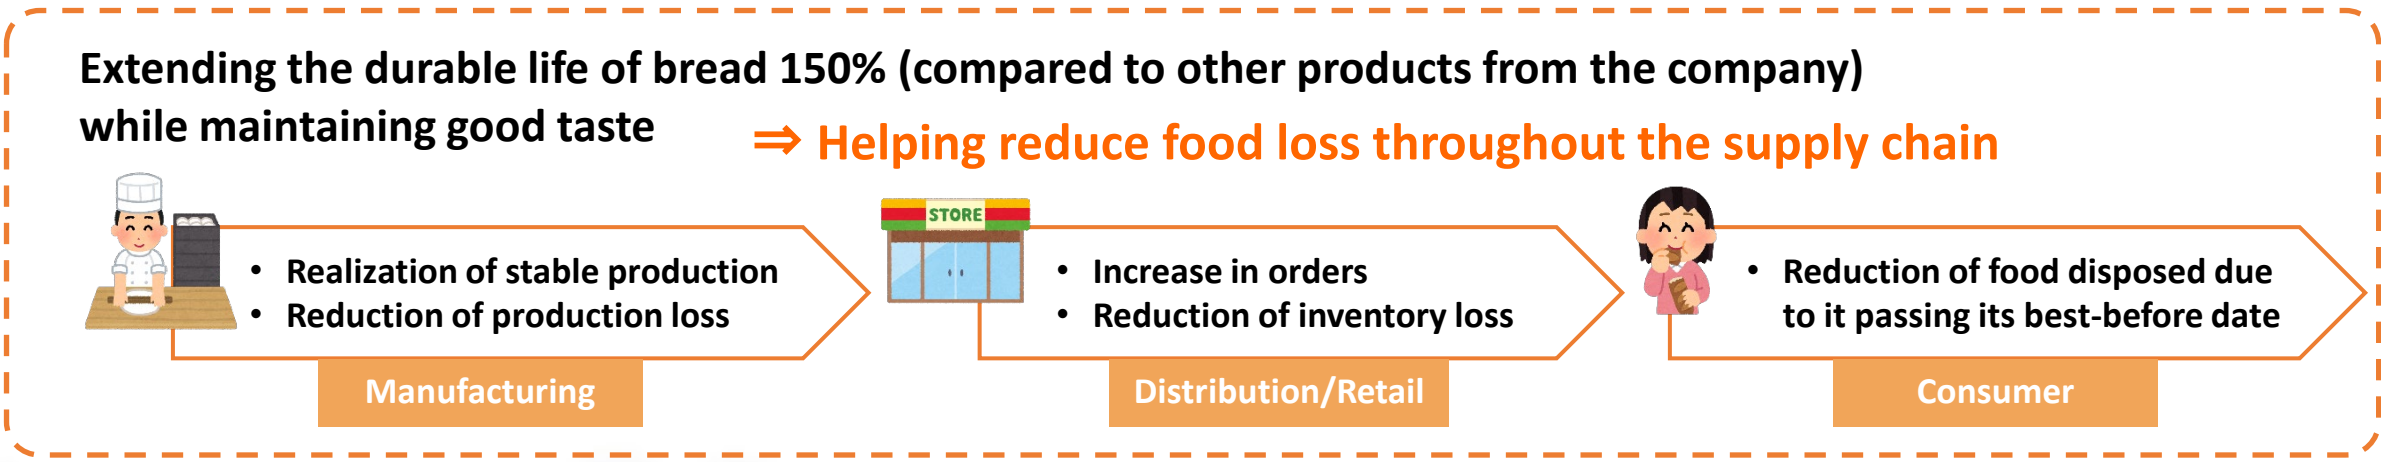 Extending the durable life of bread 150% (compared to other products from the company)
while maintaining good taste
⇒ Helping reduce food loss throughout the supply chain
• Realization of stable production
• Reduction of production loss
Manufacturing
STORE
• Increase in orders
• Reduction of inventory loss
Distribution/Retail
• Reduction of food disposed due
to it passing its best-before date
Consumer